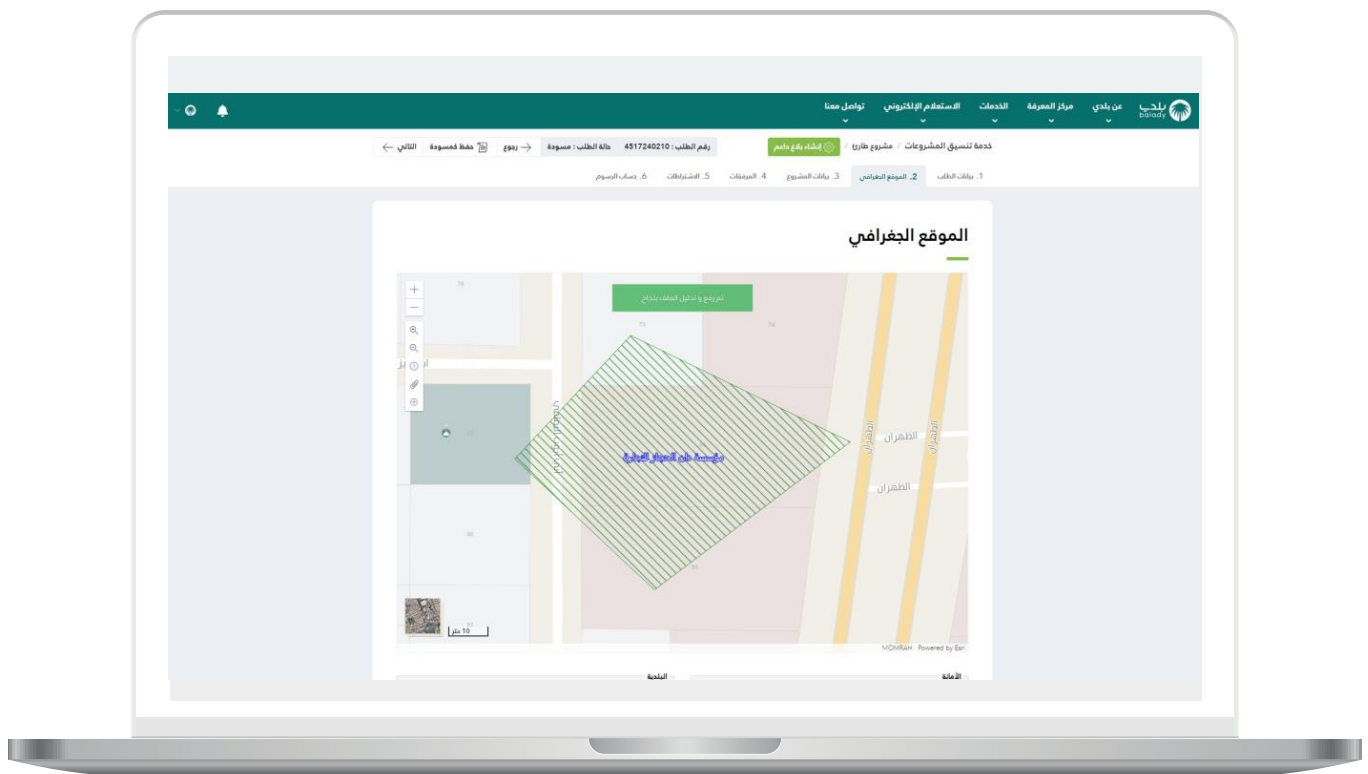 بلدي balady
عن بلدي مركز المعرفة الخدمات الاستعلام الإلكتروني تواصل معنا
خدمة تنسيق المشروعات / مشروع طارئ / إنشاء بلاغ داعم رقم الطلب : 4517240210 حالة الطلب : مسودة رجوع حفظ كمسودة التالي
1. بيانات الطلب 2. الموقع الجغرافي 3. بيانات المشروع 4. المرفقات 5. الاشتراطات 6. حساب الرسوم
الموقع الجغرافي
تم رفع و تحليل الملف بنجاح
الظهران
الظهران
الظهران
الظهران
10 متر
MOMRAH Powered by Esri
الأمانة
البلدية